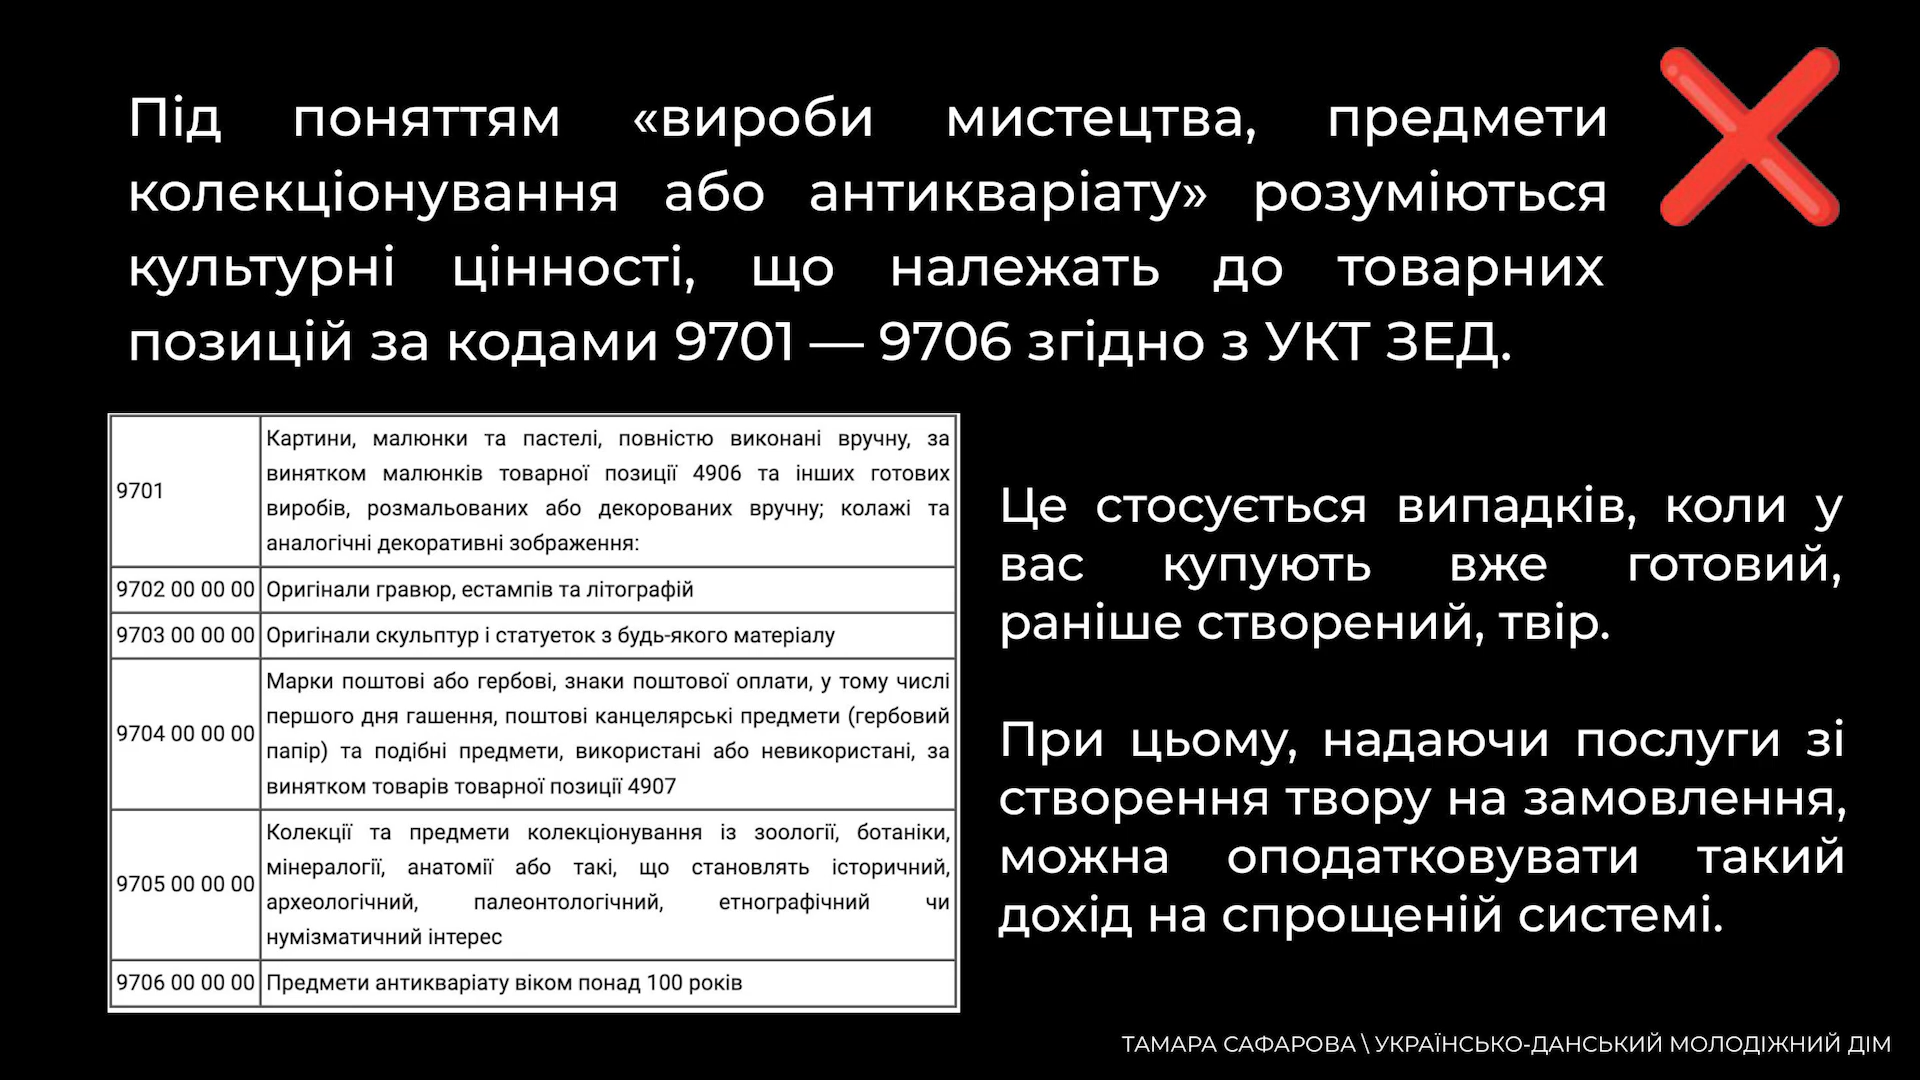 Під поняттям «вироби мистецтва, предмети
колекціонування або антикваріату» розуміються
культурні цінності, що належать до товарних
позицій за кодами 9701 — 9706 згідно з УКТ ЗЕД.
9701
Картини, малюнки та пастелі, повністю виконані вручну, за
винятком малюнків товарної позиції 4906 та інших готових
виробів, розмальованих або декорованих вручну; колажі та
аналогічні декоративні зображення:
9702 00 00 00 Оригінали гравюр, естампів та літографій
9703 00 00 00 Оригінали скульптур і статуеток з будь-якого матеріалу
9704 00 00 00
Марки поштові або гербові, знаки поштової оплати, у тому числі
першого дня гашення, поштові канцелярські предмети (гербовий
папір) та подібні предмети, використані або невикористані, за
винятком товарів товарної позиції 4907
9705 00 00 00
Колекції та предмети колекціонування із зоології, ботаніки,
мінералогії, анатомії або такі, що становлять історичний,
археологічний, палеонтологічний, етнографічний чи
нумізматичний інтерес
9706 00 00 00 Предмети антикваріату віком понад 100 років
Це стосується випадків, коли у
вас купують вже готовий,
раніше створений, твір.
При цьому, надаючи послуги зі
створення твору на замовлення,
можна оподатковувати такий
дохід на спрощеній системі.
ТАМАРА САФАРОВА \ УКРАЇНСЬКО-ДАНСЬКИЙ МОЛОДІЖНИЙ ДІМ